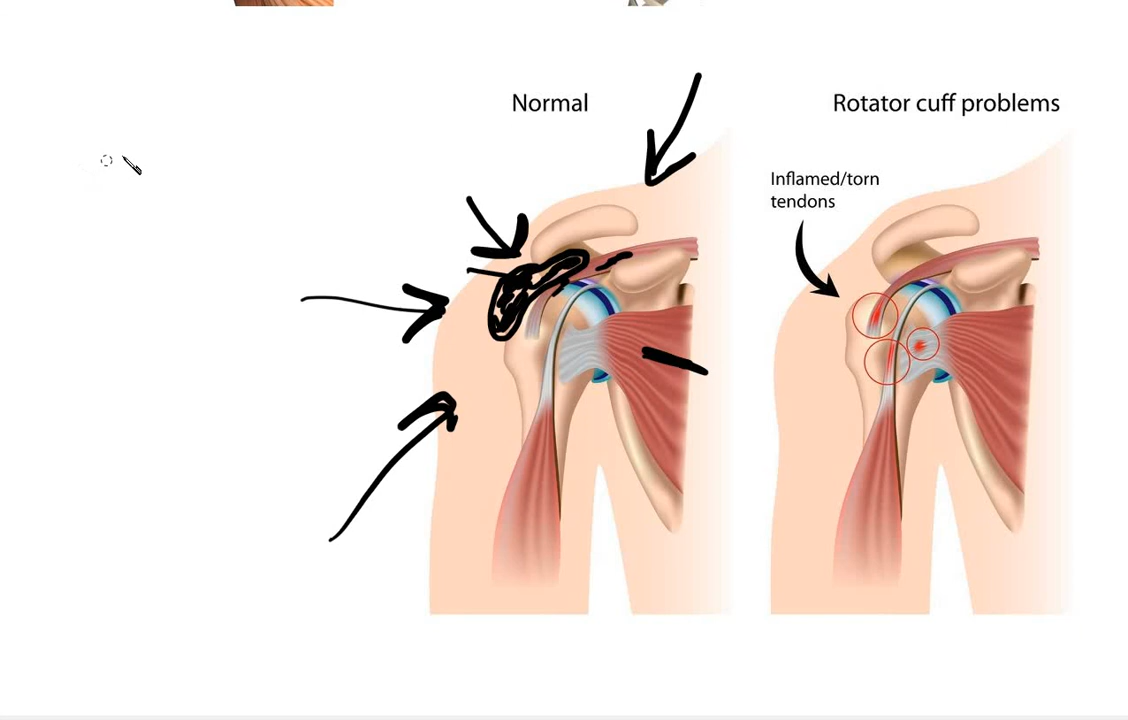 Normal
Rotator cuff problems
Inflamed/torn
tendons